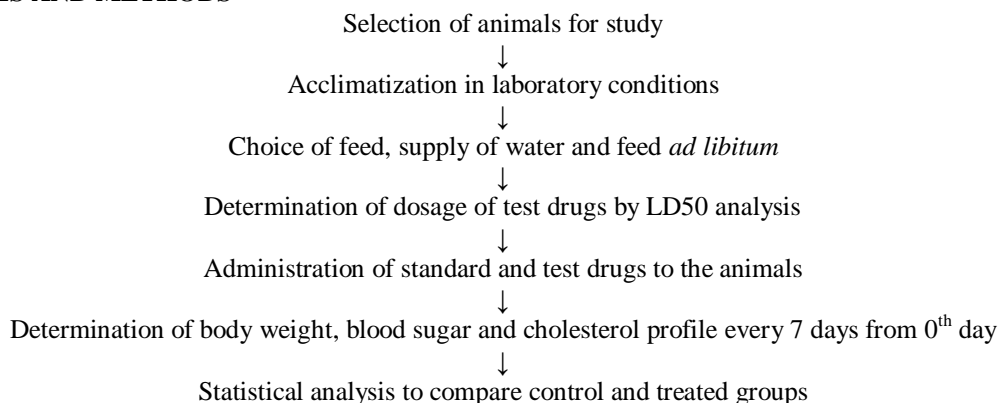 AND METHODS
Selection of animals for study
↓
Acclimatization in laboratory conditions
↓
Choice of feed, supply of water and feed ad libitum
↓
Determination of dosage of test drugs by LD50 analysis
↓
Administration of standard and test drugs to the animals
↓
Determination of body weight, blood sugar and cholesterol profile every 7 days from 0th day
↓
Statistical analysis to compare control and treated groups